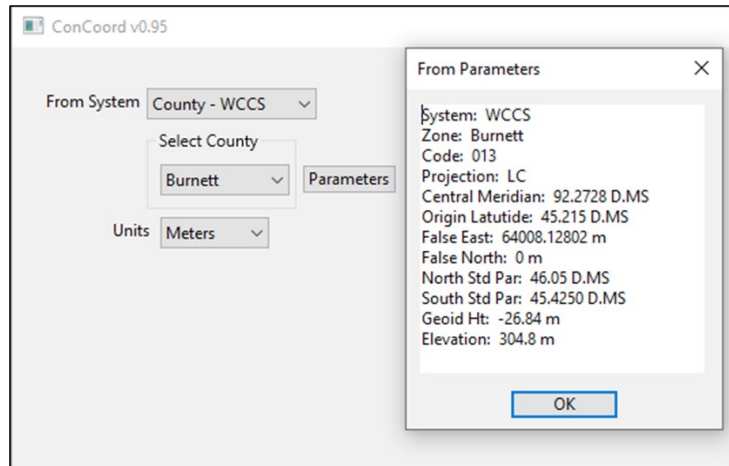 ConCoord v0.95
From System County - WCCS
Select County
Burnett Parameters
Units Meters
From Parameters
System: WCCS
Zone: Burnett
Code: 013
Projection: LC
Central Meridian: 92.2728 D.MS
Origin Latutide: 45.215 D.MS
False East: 64008.12802 m
False North: 0 m
North Std Par: 46.05 D.MS
South Std Par: 45.4250 D.MS
Geoid Ht: -26.84 m
Elevation: 304.8 m
OK